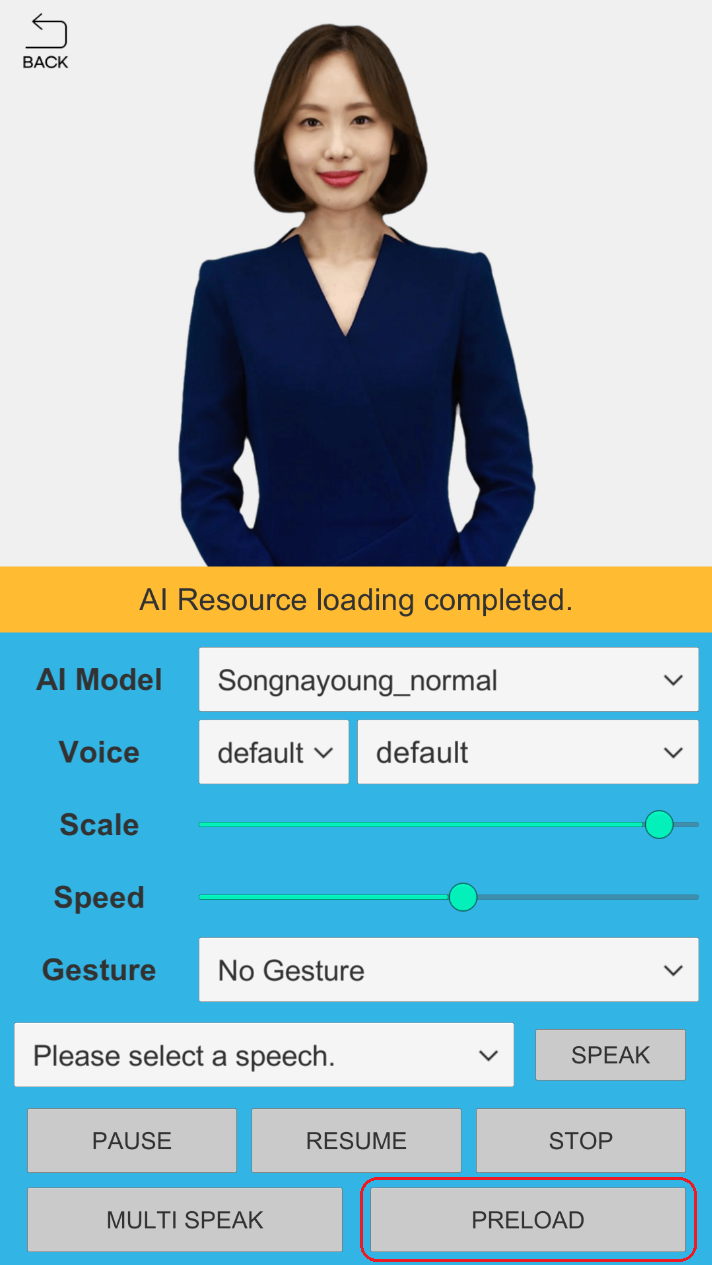 BACK
AI Resource loading completed.
AI Model
Songnayoung_normal
Voice
default
default
Scale
Speed
Gesture
No Gesture
Please select a speech.
SPEAK
PAUSE
RESUME
STOP
MULTI SPEAK
PRELOAD